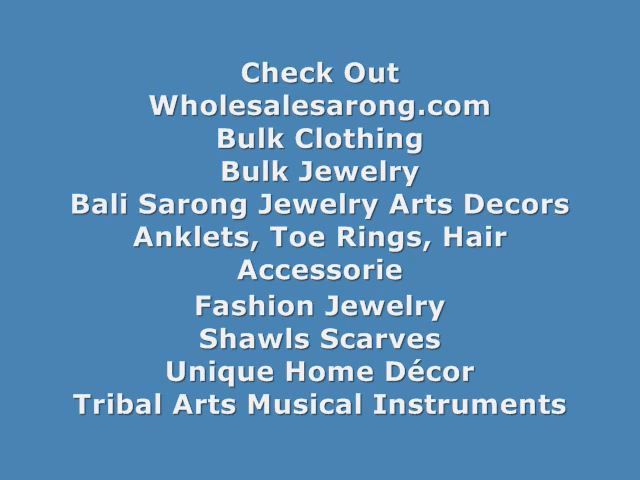 Check Out
Wholesalesarong.com
Bulk Clothing
Bulk Jewelry
Bali Sarong Jewelry Arts Decors
Anklets, Toe Rings, Hair
Accessorie
Fashion Jewelry
Shawls Scarves
Unique Home Décor
Tribal Arts Musical Instruments